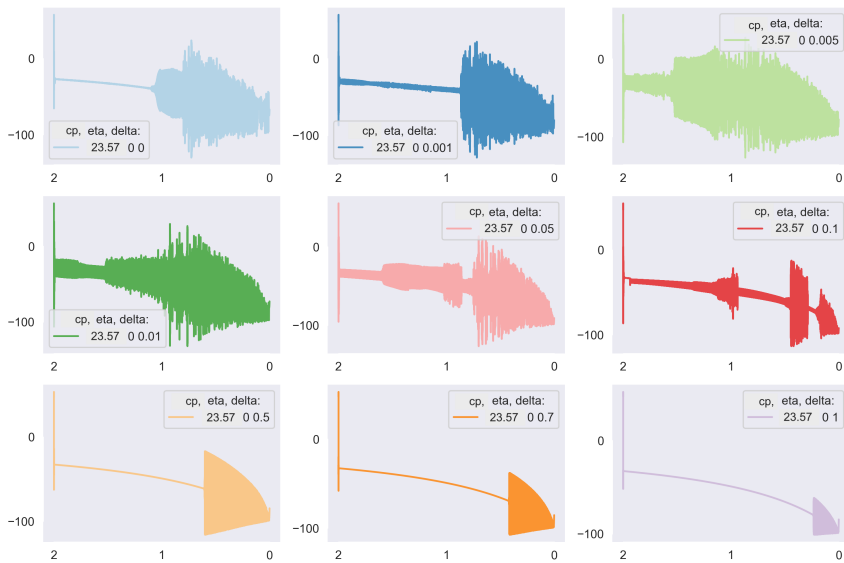 0
−100
cp, eta, delta:
23.57 0 0
2 1 0
0
−100
cp, eta, delta:
23.57 0 0.001
2 1 0
0
−100
cp, eta, delta:
23.57 0 0.005
2 1 0
0
−100
cp, eta, delta:
23.57 0 0.01
2 1 0
0
−100
cp, eta, delta:
23.57 0 0.05
2 1 0
0
−100
cp, eta, delta:
23.57 0 0.1
2 1 0
0
−100
cp, eta, delta:
23.57 0 0.5
2 1 0
0
−100
cp, eta, delta:
23.57 0 0.7
2 1 0
0
−100
cp, eta, delta:
23.57 0 1
2 1 0